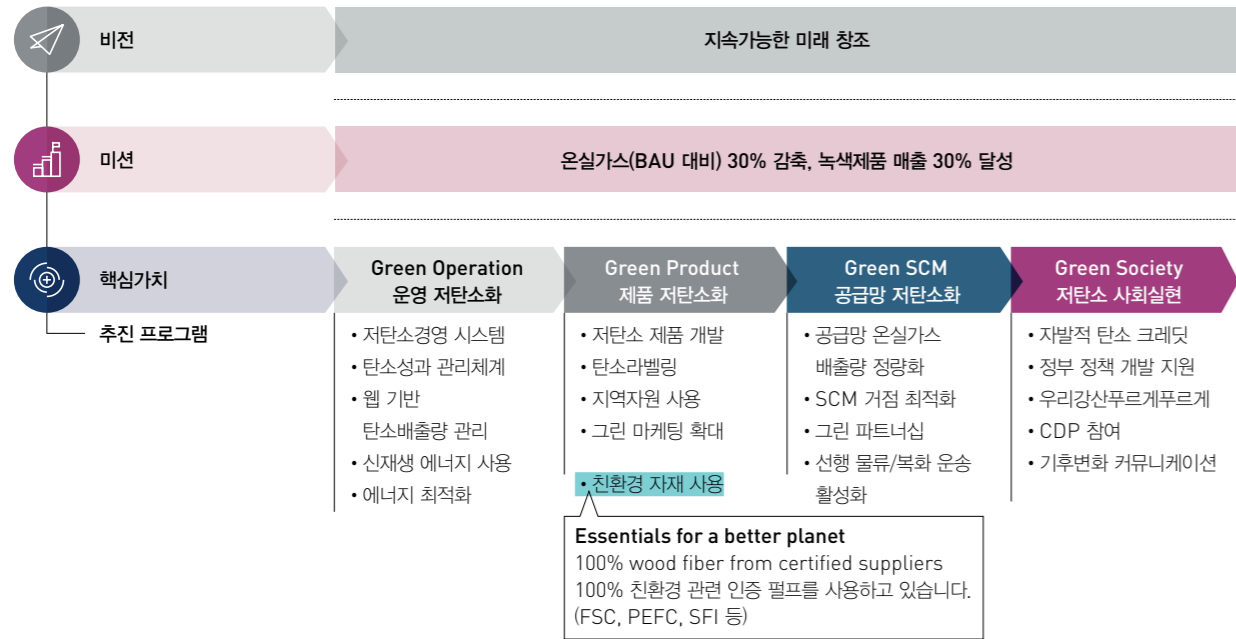 비전
지속가능한 미래 창조
미션
온실가스(BAU 대비) 30% 감축, 녹색제품 매출 30% 달성
핵심가치
추진 프로그램
Green Operation
운영 저탄소화
• 저탄소경영 시스템
• 탄소성과 관리체계
• 웹 기반
탄소배출량 관리
• 신재생 에너지 사용
• 에너지 최적화
Green Product
제품 저탄소화
• 저탄소 제품 개발
• 탄소라벨링
• 지역자원 사용
• 그린 마케팅 확대
• 친환경 자재 사용
Essentials for a better planet
100% wood fiber from certified suppliers
100% 친환경 관련 인증 펄프를 사용하고 있습니다.
(FSC, PEFC, SFI 등)
Green SCM
공급망 저탄소화
• 공급망 온실가스
배출량 정량화
• SCM 거점 최적화
• 그린 파트너십
• 선행 물류/복화 운송
활성화
Green Society
저탄소 사회실현
• 자발적 탄소 크레딧
• 정부 정책 개발 지원
• 우리강산푸르게푸르게
• CDP 참여
• 기후변화 커뮤니케이션